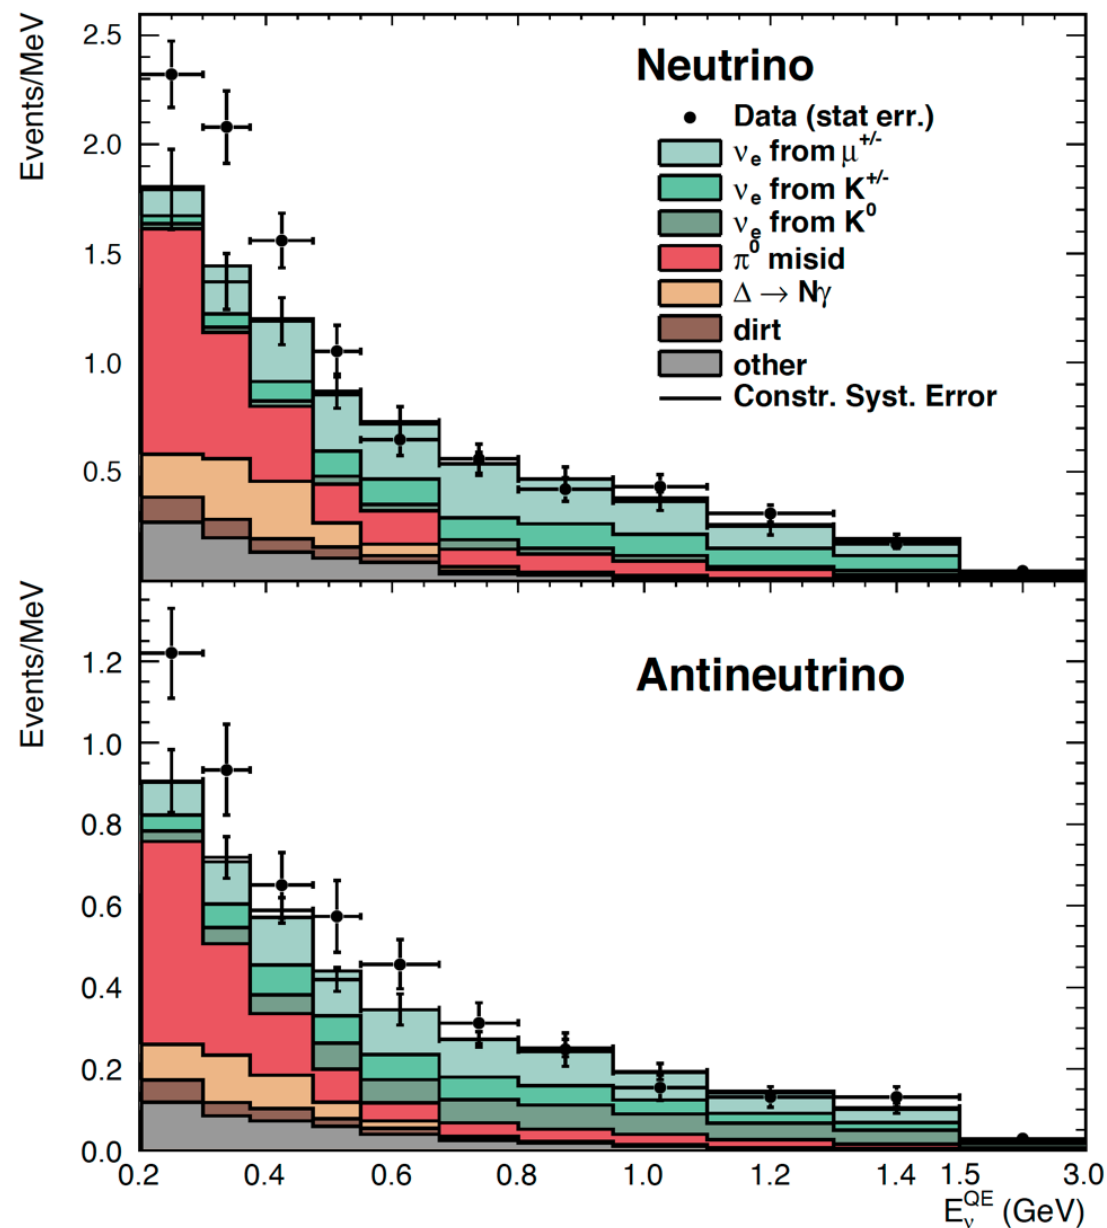 Events/MeV
2.5
2.0
1.5
1.0
0.5
Neutrino
Data (stat err.)
νe from μ+/-
νe from K+/-
νe from K0
π0 misid
Δ → Nγ
dirt
other
Constr. Syst. Error
Events/MeV
1.2
1.0
0.8
0.6
0.4
0.2
0.0
Antineutrino
0.2 0.4 0.6 0.8 1.0 1.2 1.4 1.5 3.0
EνQE (GeV)